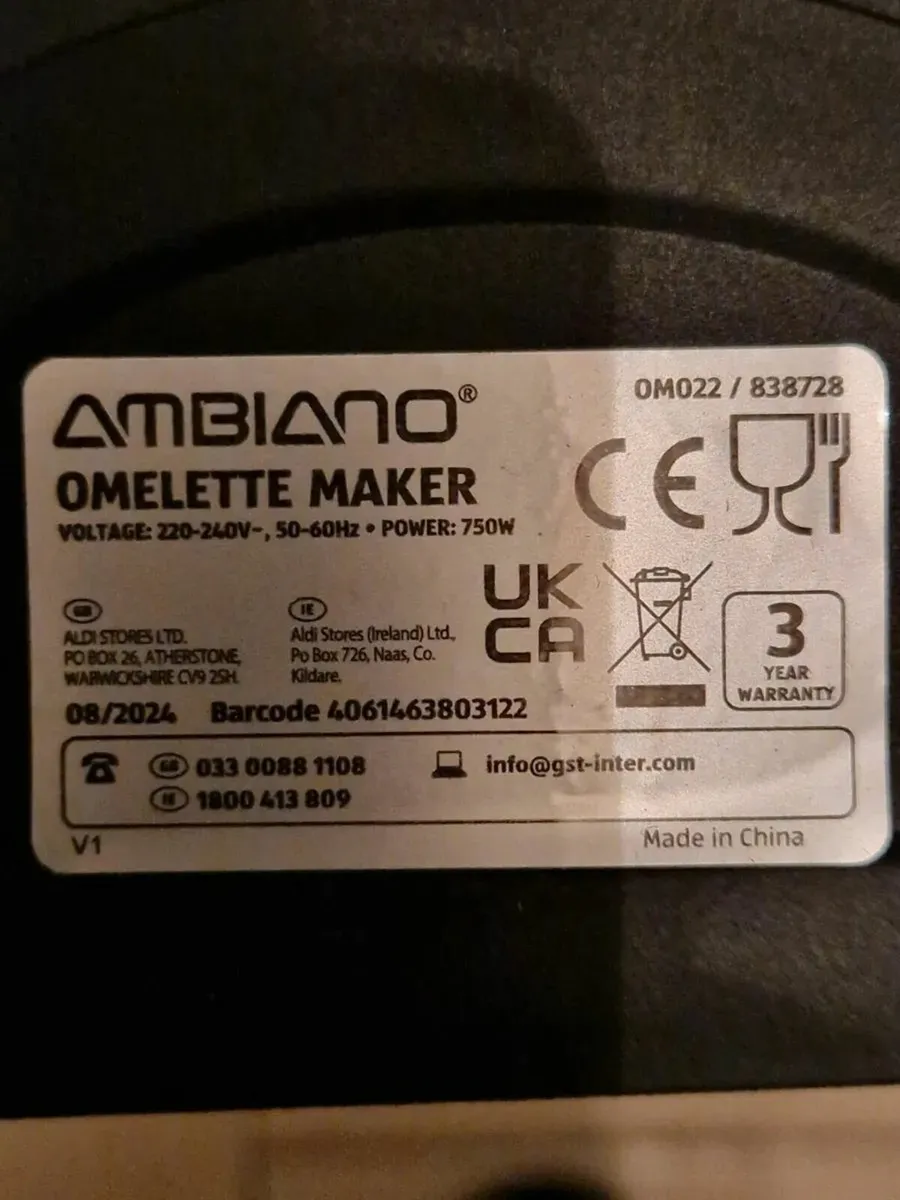 AMBIANO®
OM022 / 838728
OMELETTE MAKER
VOLTAGE: 220-240V~, 50-60Hz • POWER: 750W
CE
UK
CA
GB
ALDI STORES LTD.
PO BOX 26, ATHERSTONE,
WARWICKSHIRE CV9 2SH.
IE
Aldi Stores (Ireland) Ltd.,
Po Box 726, Naas, Co.
Kildare.
3
YEAR
WARRANTY
08/2024 Barcode 4061463803122
GB 033 0088 1108
IE 1800 413 809
info@gst-inter.com
V1
Made in China